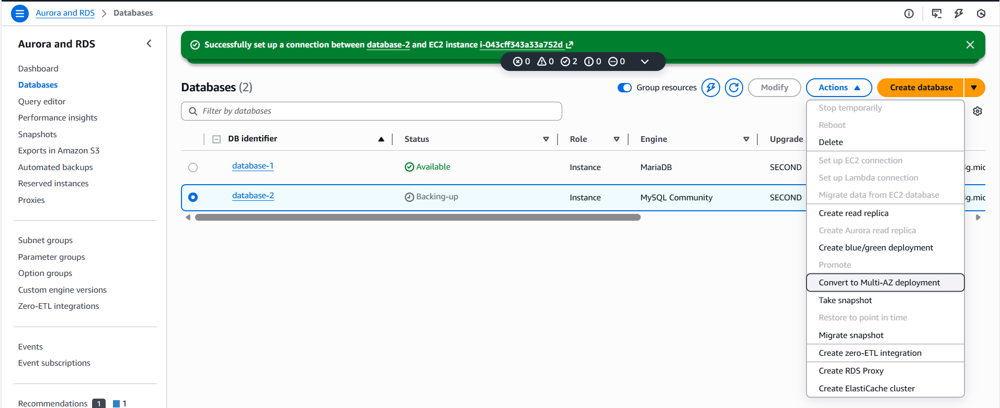 Aurora and RDS > Databases
Aurora and RDS
Dashboard
Databases
Query editor
Performance insights
Snapshots
Exports in Amazon S3
Automated backups
Reserved instances
Proxies
Subnet groups
Parameter groups
Option groups
Custom engine versions
Zero-ETL integrations
Events
Event subscriptions
Recommendations 1 1
Successfully set up a connection between database-2 and EC2 instance i-043cff343a33a752d
0 0 2 0 0
Databases (2)
Group resources Modify Actions Create database
Filter by databases
DB identifier Status Role Engine Upgrade
database-1 Available Instance MariaDB SECOND
database-2 Backing-up Instance MySQL Community SECOND
Stop temporarily
Reboot
Delete
Set up EC2 connection
Set up Lambda connection
Migrate data from EC2 database
Create read replica
Create Aurora read replica
Create blue/green deployment
Promote
Convert to Multi-AZ deployment
Take snapshot
Restore to point in time
Migrate snapshot
Create zero-ETL integration
Create RDS Proxy
Create ElastiCache cluster